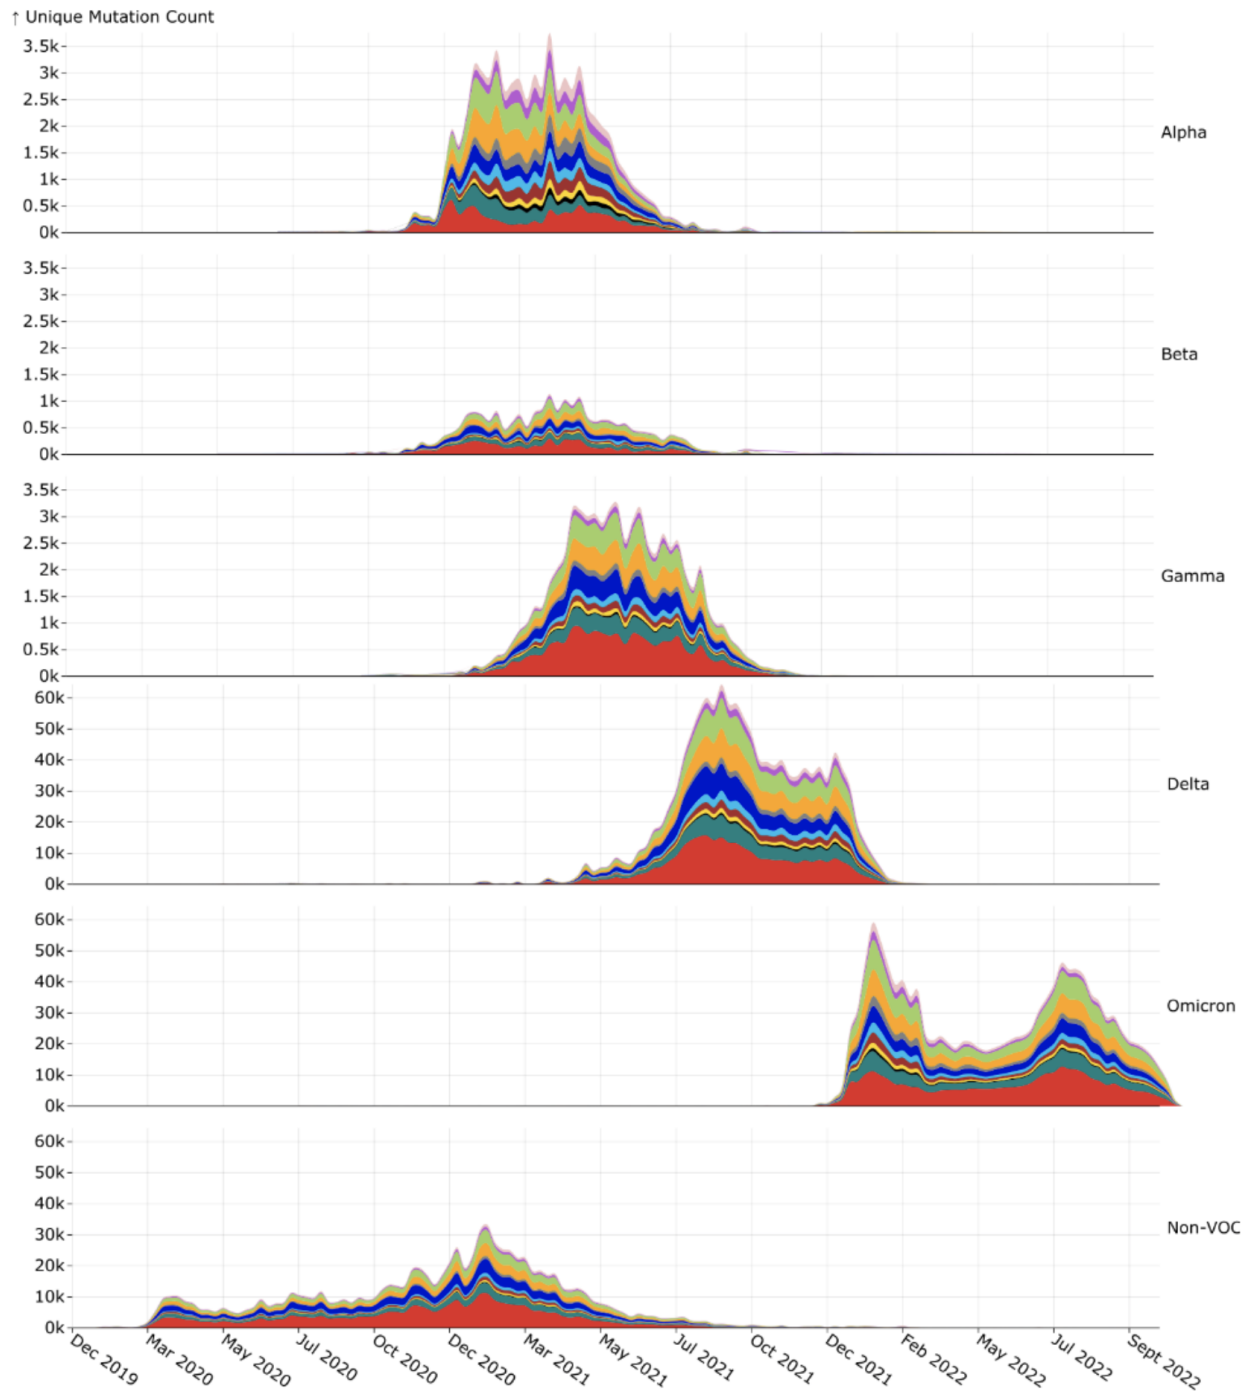 ↑ Unique Mutation Count
3.5k
3k
2.5k
2k
1.5k
1k
0.5k
0k
Alpha
3.5k
3k
2.5k
2k
1.5k
1k
0.5k
0k
Beta
3.5k
3k
2.5k
2k
1.5k
1k
0.5k
0k
Gamma
60k
50k
40k
30k
20k
10k
0k
Delta
60k
50k
40k
30k
20k
10k
0k
Omicron
60k
50k
40k
30k
20k
10k
0k
Non-VOC
Dec 2019
Mar 2020
May 2020
Jul 2020
Oct 2020
Dec 2020
Mar 2021
May 2021
Jul 2021
Oct 2021
Dec 2021
Feb 2022
May 2022
Jul 2022
Sept 2022